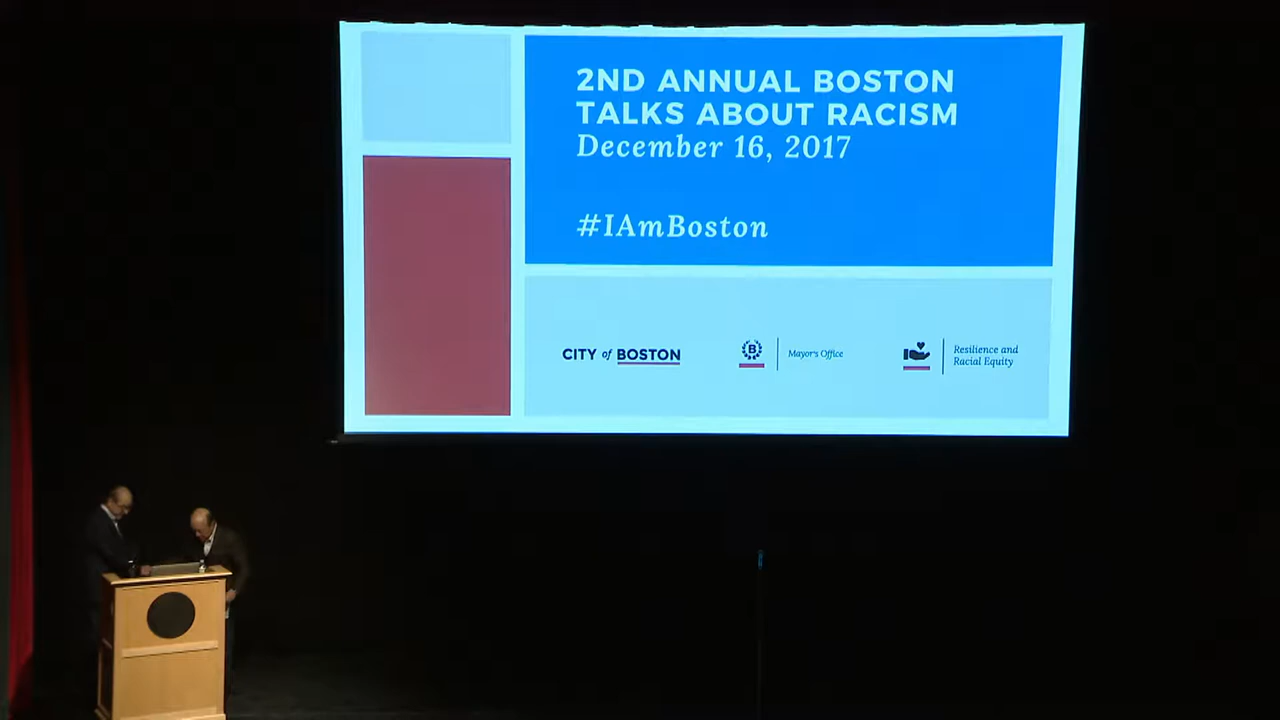 2ND ANNUAL BOSTON
TALKS ABOUT RACISM
December 16, 2017
#IAmBoston
CITY of BOSTON
B
Mayor's Office
Resilience and
Racial Equity